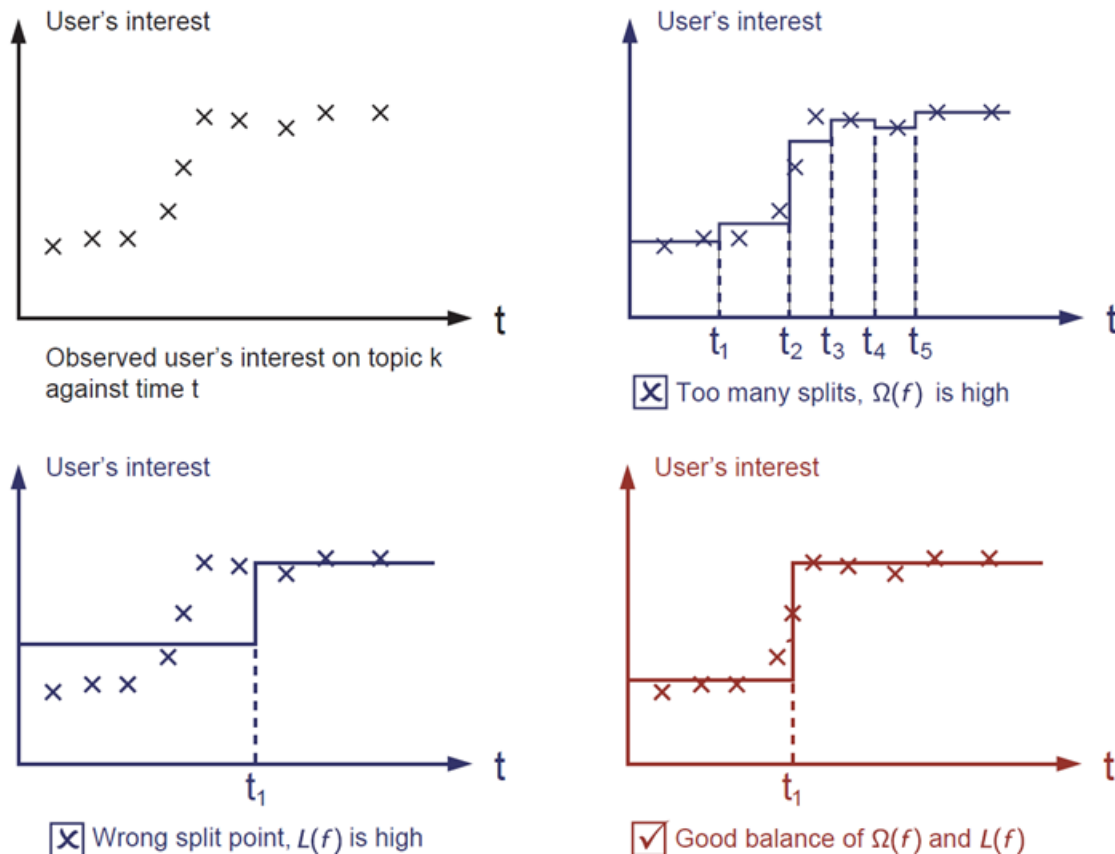 User's interest
t
Observed user's interest on topic k
against time t
User's interest
t
t₁ t₂ t₃ t₄ t₅
☒ Too many splits, Ω(f) is high
User's interest
t
t₁
☒ Wrong split point, L(f) is high
User's interest
t
t₁
☑ Good balance of Ω(f) and L(f)